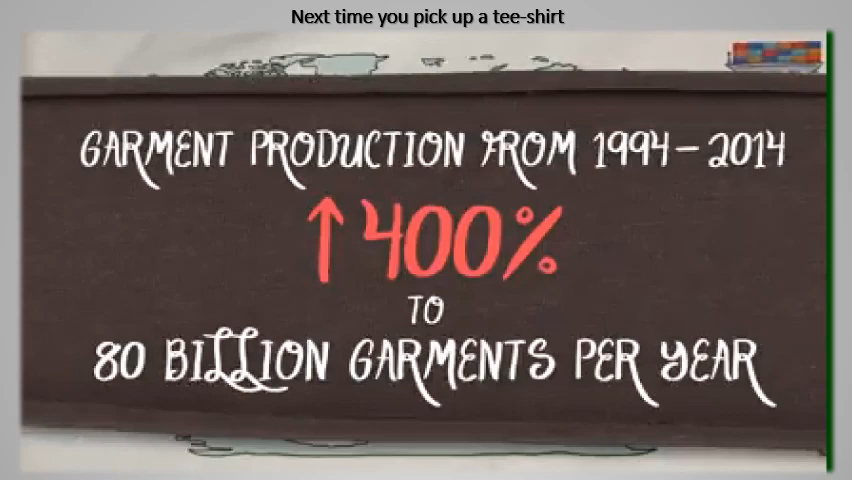 Next time you pick up a tee-shirt
GARMENT PRODUCTION FROM 1994-2014
↑400%
TO
80 BILLION GARMENTS PER YEAR